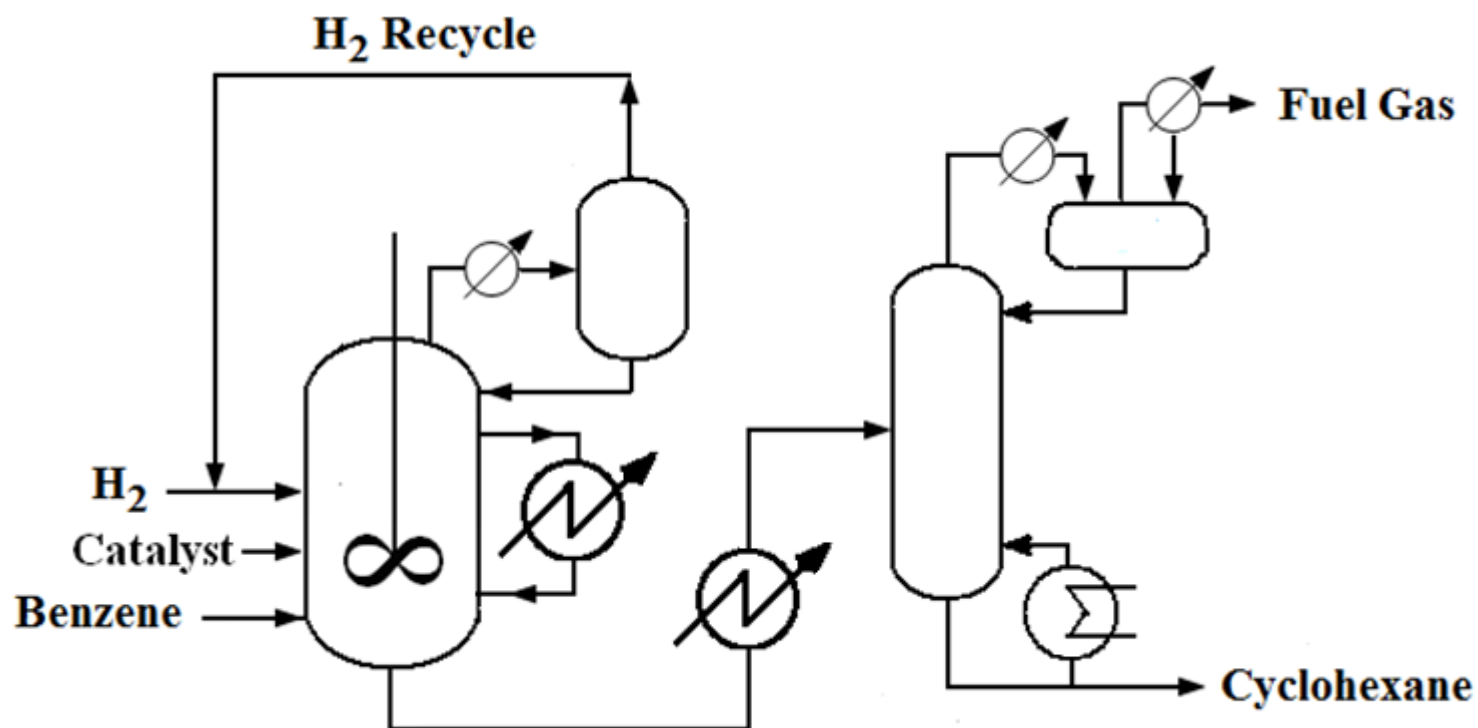 H₂ Recycle
Fuel Gas
H₂
Catalyst
Benzene
Cyclohexane